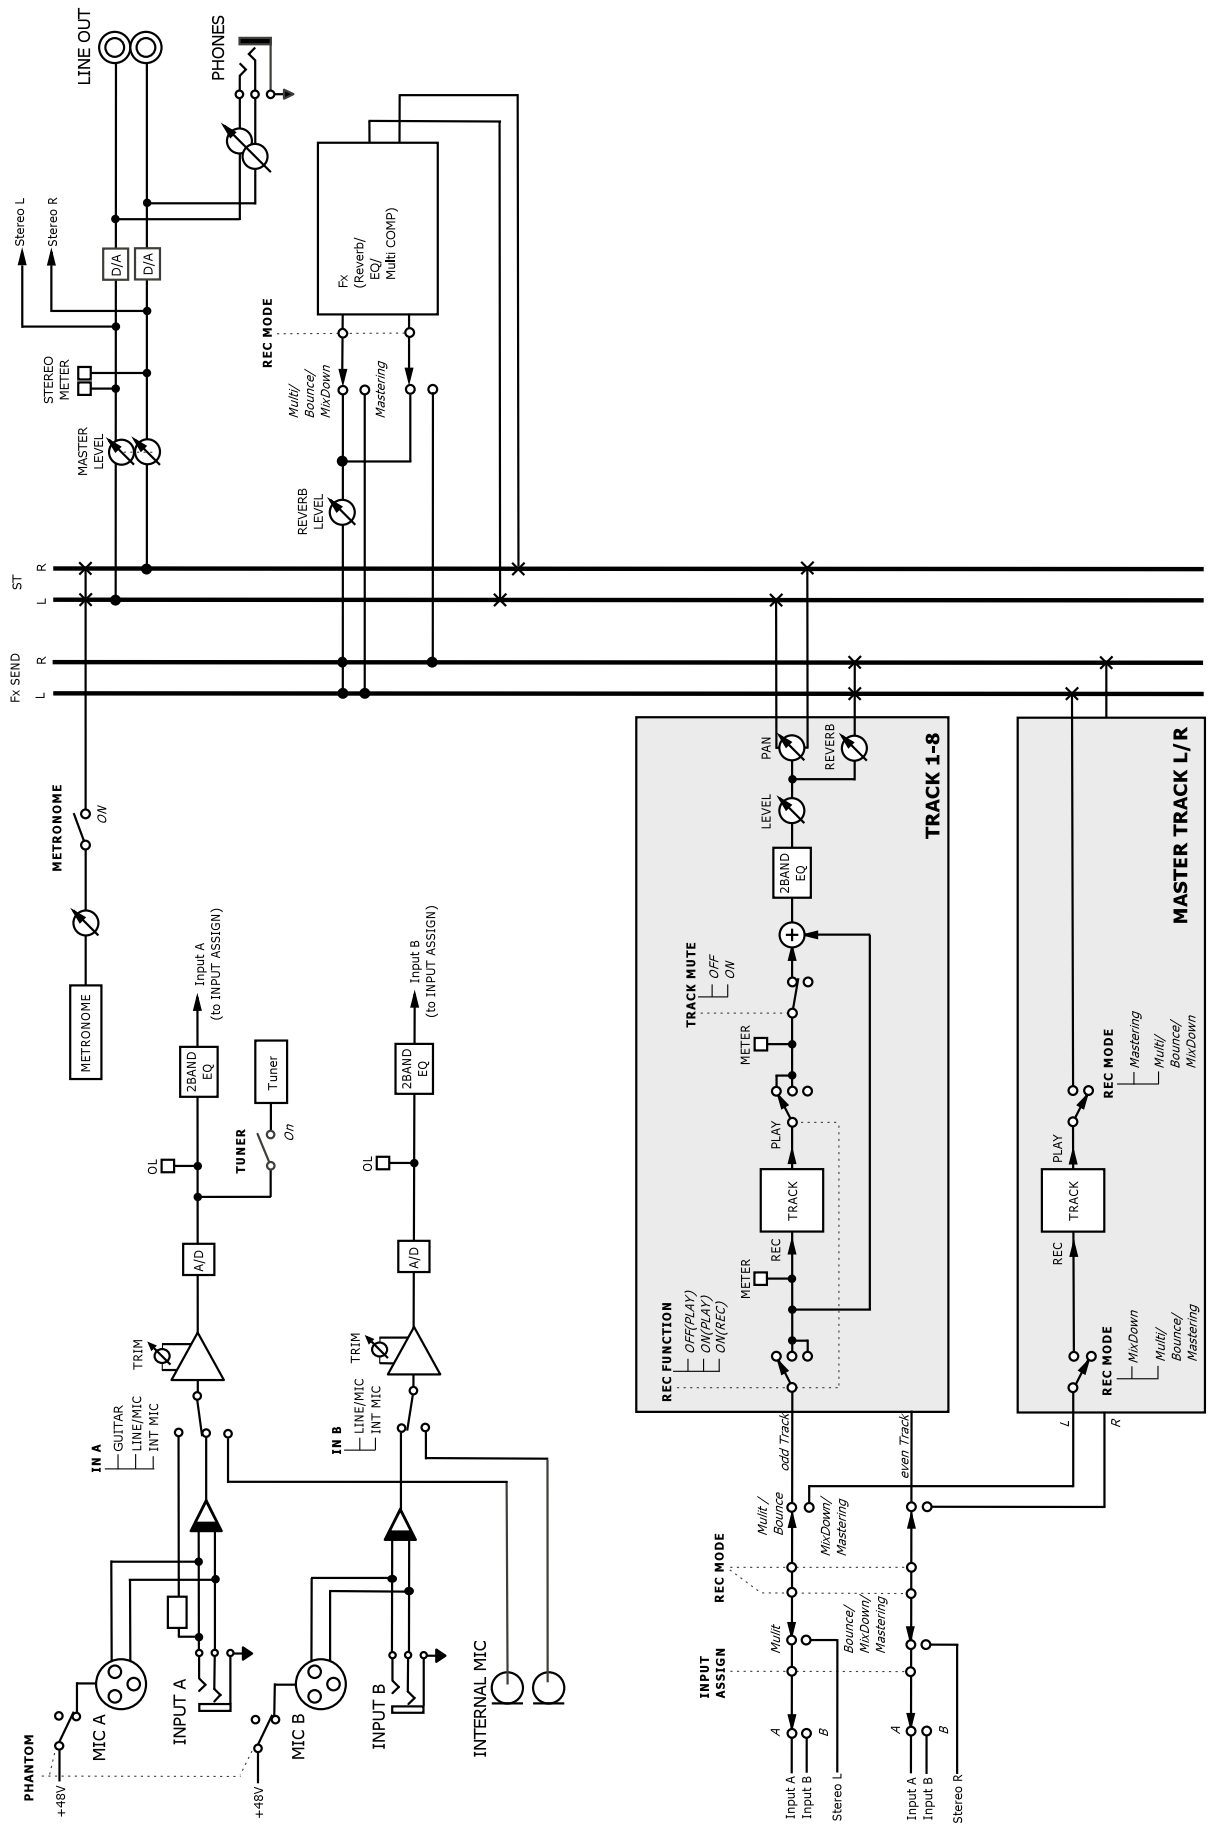 PHANTOM
+48V
MIC A
INPUT A
+48V
MIC B
INPUT B
INTERNAL MIC
IN A
GUITAR
LINE/MIC
INT MIC
IN B
LINE/MIC
INT MIC
TRIM
TRIM
A/D
A/D
OL
OL
TUNER
On
Tuner
2BAND
EQ
2BAND
EQ
Input A
(to INPUT ASSIGN)
Input B
(to INPUT ASSIGN)
METRONOME
METRONOME
ON
Fx SEND
L
R
ST
L
R
MASTER
LEVEL
STEREO
METER
Stereo L
Stereo R
D/A
D/A
LINE OUT
PHONES
REVERB
LEVEL
Multi/
Bounce/
MixDown
Mastering
REC MODE
Fx
(Reverb/
EQ/
Multi COMP)
Input A
Input B
Stereo L
Input A
Input B
Stereo R
A
B
A
B
INPUT
ASSIGN
Mulit
Bounce/
MixDown/
Mastering
REC MODE
Mulit /
Bounce
MixDown/
Mastering
odd Track
even Track
L
R
REC FUNCTION
OFF(PLAY)
ON(PLAY)
ON(REC)
METER
REC
TRACK
PLAY
METER
TRACK MUTE
OFF
ON
2BAND
EQ
LEVEL
PAN
REVERB
TRACK 1-8
REC MODE
MixDown
Multi/
Bounce/
Mastering
REC
TRACK
PLAY
REC MODE
Mastering
Multi/
Bounce/
MixDown
MASTER TRACK L/R